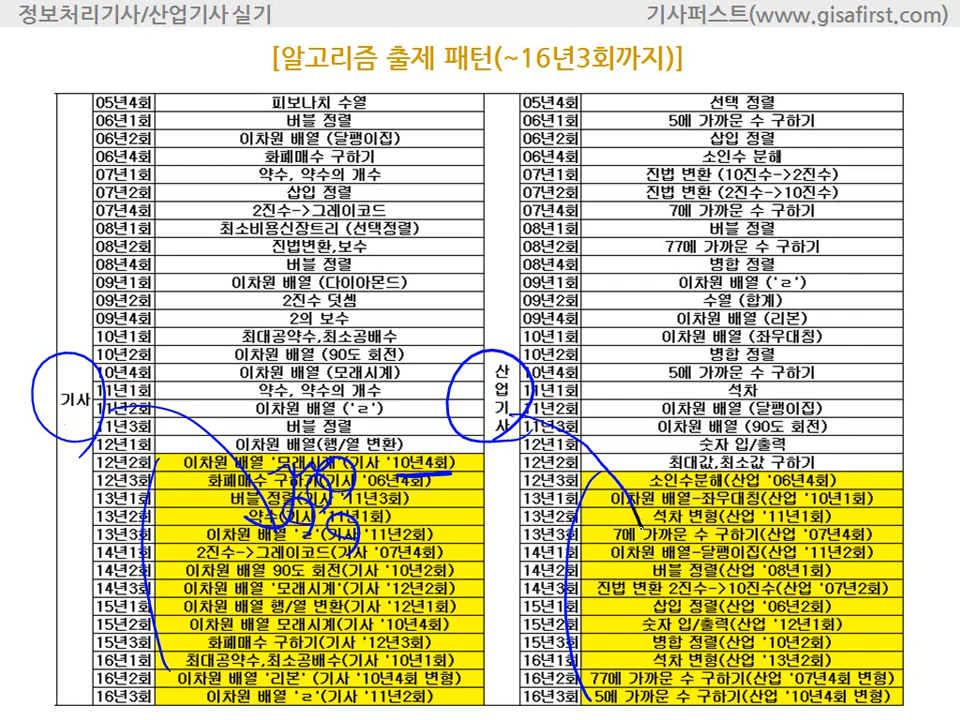 정보처리기사/산업기사 실기 기사퍼스트(www.gisafirst.com)
[알고리즘 출제 패턴(~16년3회까지)]
05년4회 피보나치 수열 05년4회 선택 정렬
06년1회 버블 정렬 06년1회 5에 가까운 수 구하기
06년2회 이차원 배열 (달팽이집) 06년2회 삽입 정렬
06년4회 화폐매수 구하기 06년4회 소인수 분해
07년1회 약수, 약수의 개수 07년1회 진법 변환 (10진수->2진수)
07년2회 삽입 정렬 07년2회 진법 변환 (2진수->10진수)
07년4회 2진수->그레이코드 07년4회 7에 가까운 수 구하기
08년1회 최소비용신장트리 (선택정렬) 08년1회 버블 정렬
08년2회 진법변환,보수 08년2회 77에 가까운 수 구하기
08년4회 버블 정렬 08년4회 병합 정렬
09년1회 이차원 배열 (다이아몬드) 09년1회 이차원 배열 ('ㄹ')
09년2회 2진수 덧셈 09년2회 수열 (합계)
09년4회 2의 보수 09년4회 이차원 배열 (리본)
10년1회 최대공약수,최소공배수 10년1회 이차원 배열 (좌우대칭)
10년2회 이차원 배열 (90도 회전) 10년2회 병합 정렬
10년4회 이차원 배열 (모래시계) 산 10년4회 5에 가까운 수 구하기
기사 11년1회 약수, 약수의 개수 업 11년1회 석차
11년2회 이차원 배열 ('ㄹ') 기 11년2회 이차원 배열 (달팽이집)
11년3회 버블 정렬 사 11년3회 이차원 배열 (90도 회전)
12년1회 이차원 배열(행/열 변환) 12년1회 숫자 입/출력
12년2회 이차원 배열 '모래시계'(기사 '10년4회) 12년2회 최대값,최소값 구하기
12년3회 화폐매수 구하기(기사 '06년4회) 12년3회 소인수분해(산업 '06년4회)
13년1회 버블 정렬(기사 '11년3회) 13년1회 이차원 배열-좌우대칭(산업 '10년1회)
13년2회 약수(기사 '11년1회) 13년2회 석차 변형(산업 '11년1회)
13년3회 이차원 배열 'ㄹ'(기사 '11년2회) 13년3회 7에 가까운 수 구하기(산업 '07년4회)
14년1회 2진수->그레이코드(기사 '07년4회) 14년1회 이차원 배열-달팽이집(산업 '11년2회)
14년2회 이차원 배열 90도 회전(기사 '10년2회) 14년2회 버블 정렬(산업 '08년1회)
14년3회 이차원 배열 '모래시계'(기사 '12년2회) 14년3회 진법 변환 2진수->10진수(산업 '07년2회)
15년1회 이차원 배열 행/열 변환(기사 '12년1회) 15년1회 삽입 정렬(산업 '06년2회)
15년2회 이차원 배열 모래시계(기사 '10년4회) 15년2회 숫자 입/출력(산업 '12년1회)
15년3회 화폐매수 구하기(기사 '12년3회) 15년3회 병합 정렬(산업 '10년2회)
16년1회 최대공약수,최소공배수(기사 '10년1회) 16년1회 석차 변형(산업 '13년2회)
16년2회 이차원 배열 '리본' (기사 '10년4회 변형) 16년2회 77에 가까운 수 구하기(산업 '07년4회 변형)
16년3회 이차원 배열 'ㄹ'(기사 '11년2회) 16년3회 5에 가까운 수 구하기(산업 '10년4회 변형)